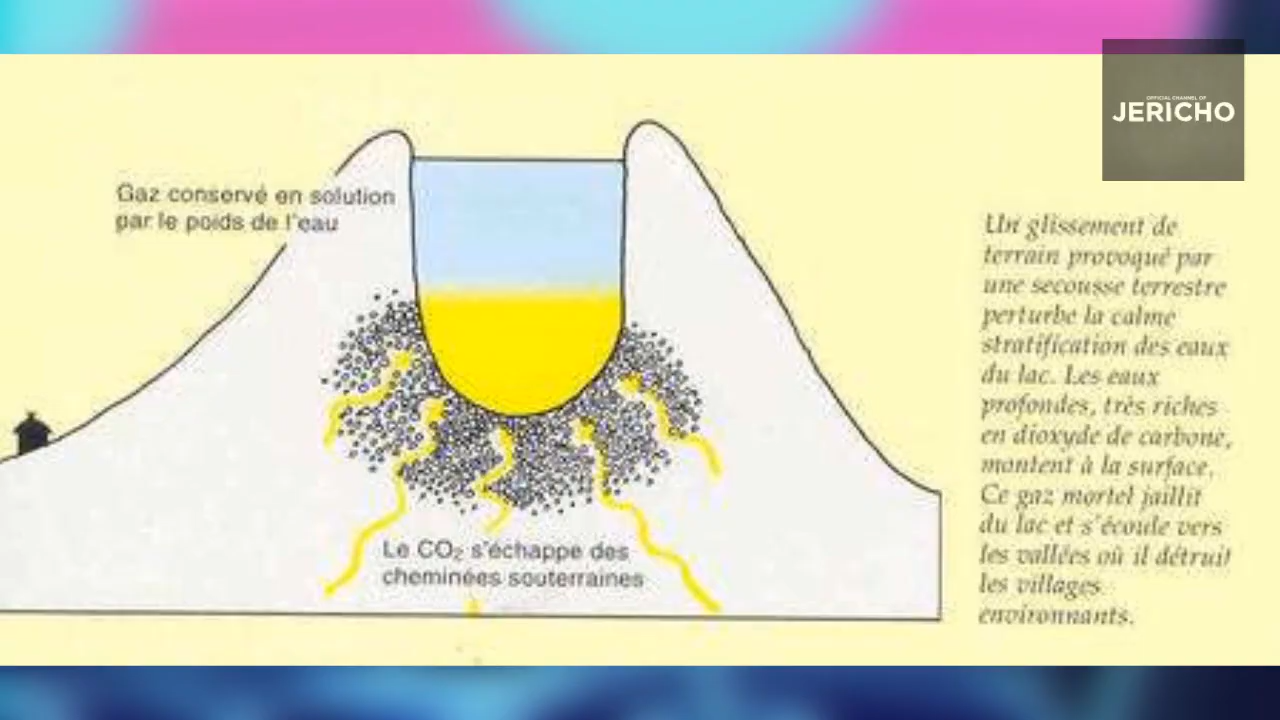 OFFICIAL CHANNEL OF
JERICHO
Gaz conservé en solution
par le poids de l'eau
Le CO₂ s'échappe des
cheminées souterraines
Un glissement de
terrain provoqué par
une secousse terrestre
perturbe la calme
stratification des eaux
du lac. Les eaux
profondes, très riches
en dioxyde de carbone,
montent à la surface.
Ce gaz mortel jaillit
du lac et s'écoule vers
les vallées où il détruit
les villages
environnants.